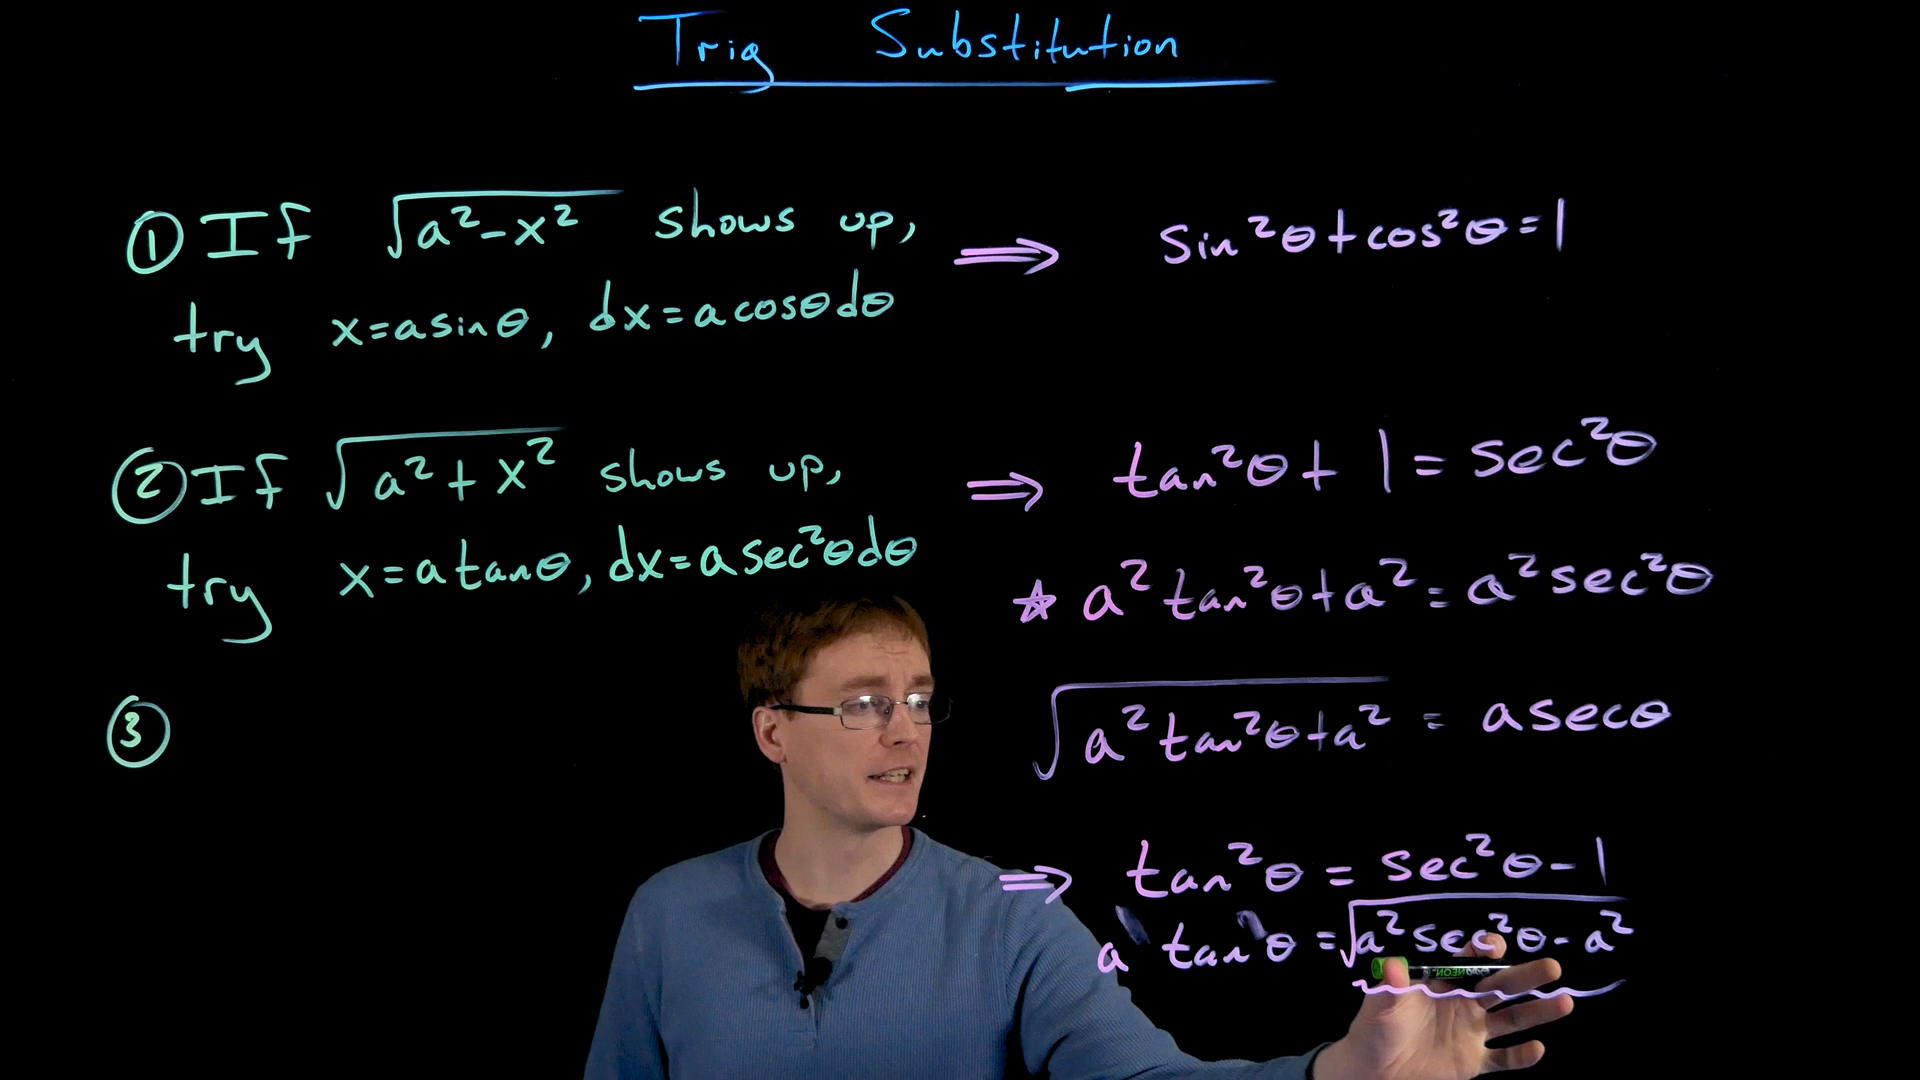 Trig Substitution
① If √(a²-x²) shows up,
try x=asinθ, dx=acosθdθ
⇒ sin²θ+cos²θ=1
② If √(a²+x²) shows up,
try x=atanθ, dx=asec²θdθ
⇒ tan²θ+1=sec²θ
☆ a²tan²θ+a²=a²sec²θ
√(a²tan²θ+a²) = asecθ
③
⇒ tan²θ = sec²θ-1
a tanθ =√(a²sec²θ-a²)